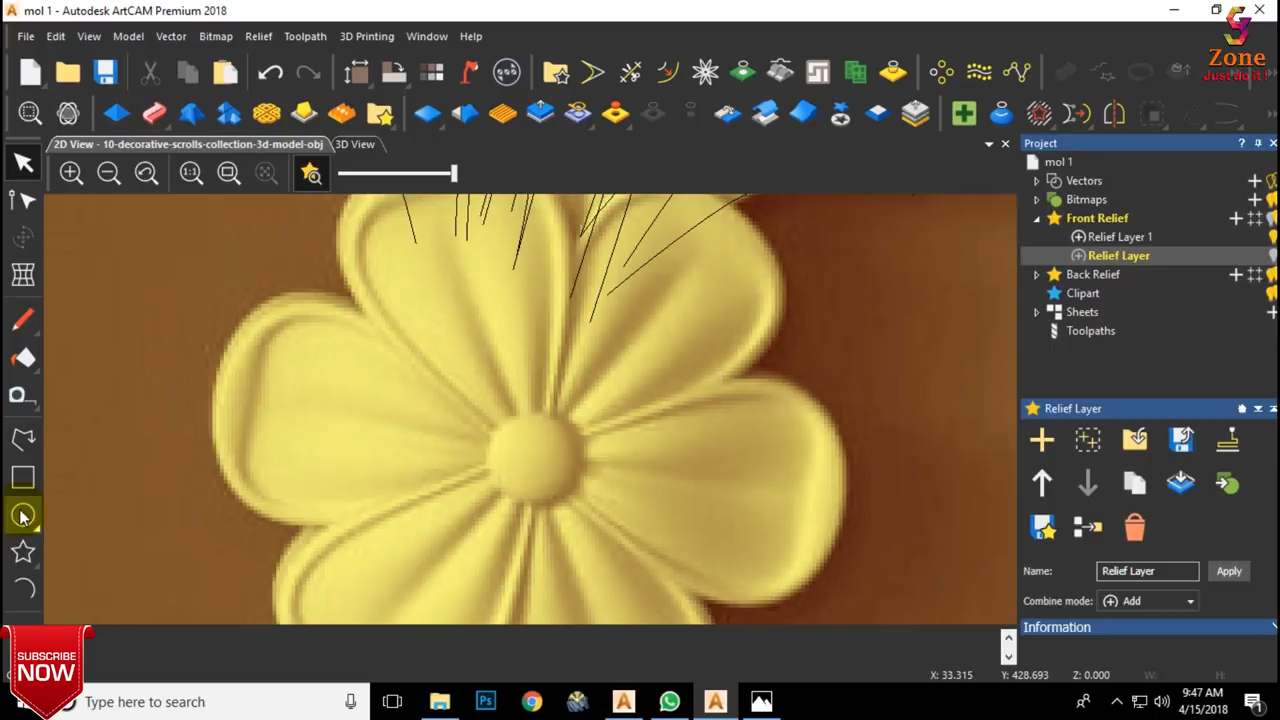 mol 1 - Autodesk ArtCAM Premium 2018
File Edit View Model Vector Bitmap Relief Toolpath 3D Printing Window Help
Zone
Just do it !
2D View - 10-decorative-scrolls-collection-3d-model-obj
3D View
Project
mol 1
Vectors
Bitmaps
Front Relief
Relief Layer 1
Relief Layer
Back Relief
Clipart
Sheets
Toolpaths
Relief Layer
Name: Relief Layer Apply
Combine mode: Add
Information
X: 33.315 Y: 428.693 Z: 0.000 W: H:
SUBSCRIBE
NOW
Type here to search
9:47 AM
4/15/2018